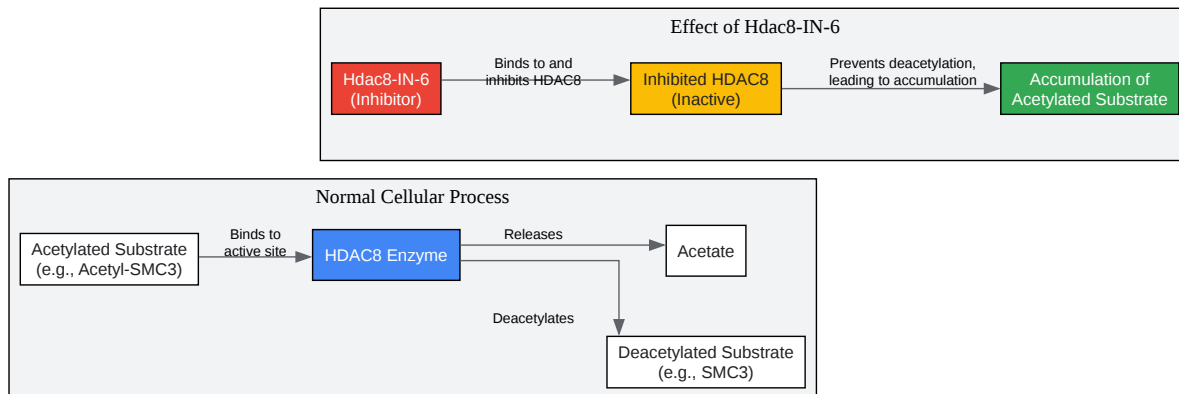 Effect of Hdac8-IN-6
Hdac8-IN-6
(Inhibitor)
Binds to and
inhibits HDAC8
Inhibited HDAC8
(Inactive)
Prevents deacetylation,
leading to accumulation
Accumulation of
Acetylated Substrate
Normal Cellular Process
Acetylated Substrate
(e.g., Acetyl-SMC3)
Binds to
active site
HDAC8 Enzyme
Releases
Acetate
Deacetylates
Deacetylated Substrate
(e.g., SMC3)